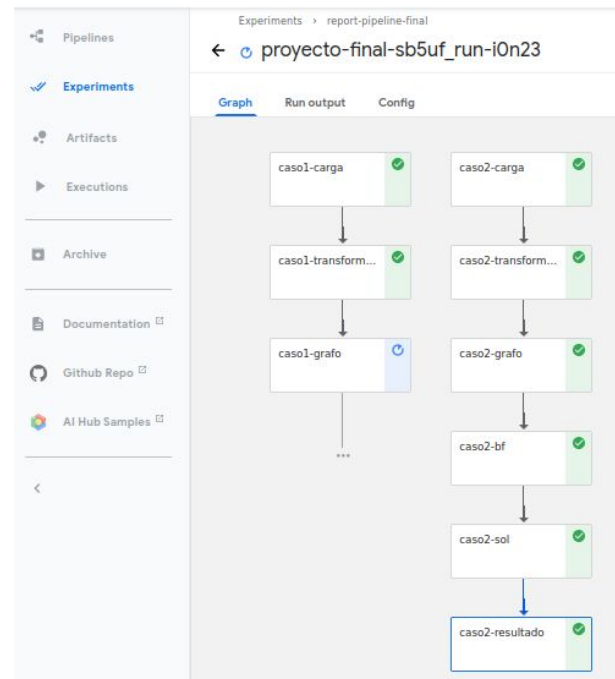 Pipelines
Experiments
Artifacts
Executions
Archive
Documentation
Github Repo
AI Hub Samples
Experiments › report-pipeline-final
proyecto-final-sb5uf_run-i0n23
Graph Run output Config
caso1-carga
caso2-carga
caso1-transform...
caso2-transform...
caso1-grafo
caso2-grafo
...
caso2-bf
caso2-sol
caso2-resultado